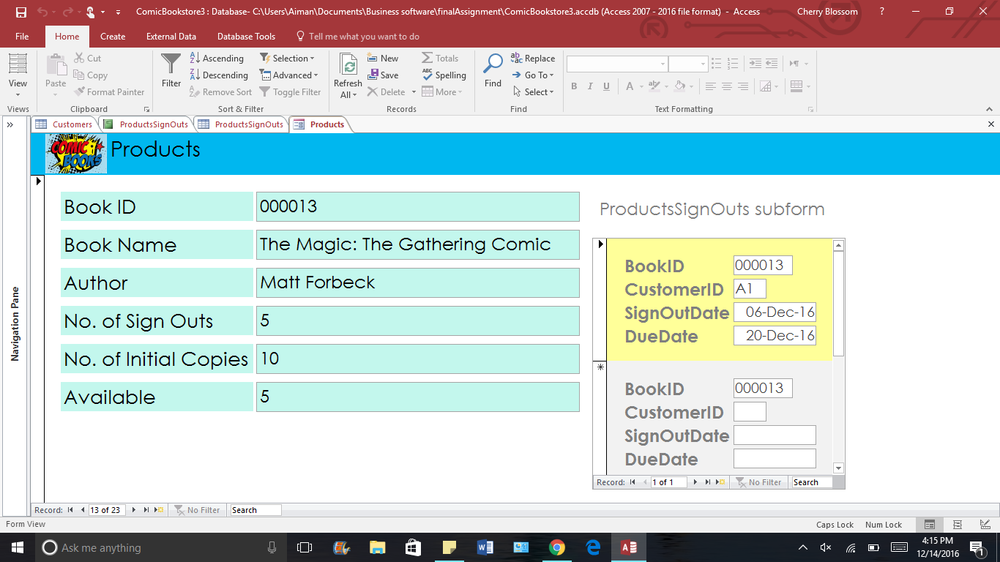 ComicBookstore3 : Database- C:\Users\Aiman\Documents\Business software\finalAssignment\ComicBookstore3.accdb (Access 2007 - 2016 file format) - Access Cherry Blossom ?
File Home Create External Data Database Tools Tell me what you want to do
View
Views
Paste
Cut
Copy
Format Painter
Clipboard
Filter
Ascending
Descending
Remove Sort
Selection
Advanced
Toggle Filter
Sort & Filter
Refresh
All
New
Save
Delete
Totals
Spelling
More
Records
Find
Replace
Go To
Select
Find
B I U A
Text Formatting
Customers ProductsSignOuts ProductsSignOuts Products
Navigation Pane
COMIC
BOOKS
Products
Book ID 000013
Book Name The Magic: The Gathering Comic
Author Matt Forbeck
No. of Sign Outs 5
No. of Initial Copies 10
Available 5
ProductsSignOuts subform
BookID 000013
CustomerID A1
SignOutDate 06-Dec-16
DueDate 20-Dec-16
BookID 000013
CustomerID
SignOutDate
DueDate
Record: 1 of 1 No Filter Search
Record: 13 of 23 No Filter Search
Form View Caps Lock Num Lock
Ask me anything
4:15 PM
12/14/2016
1